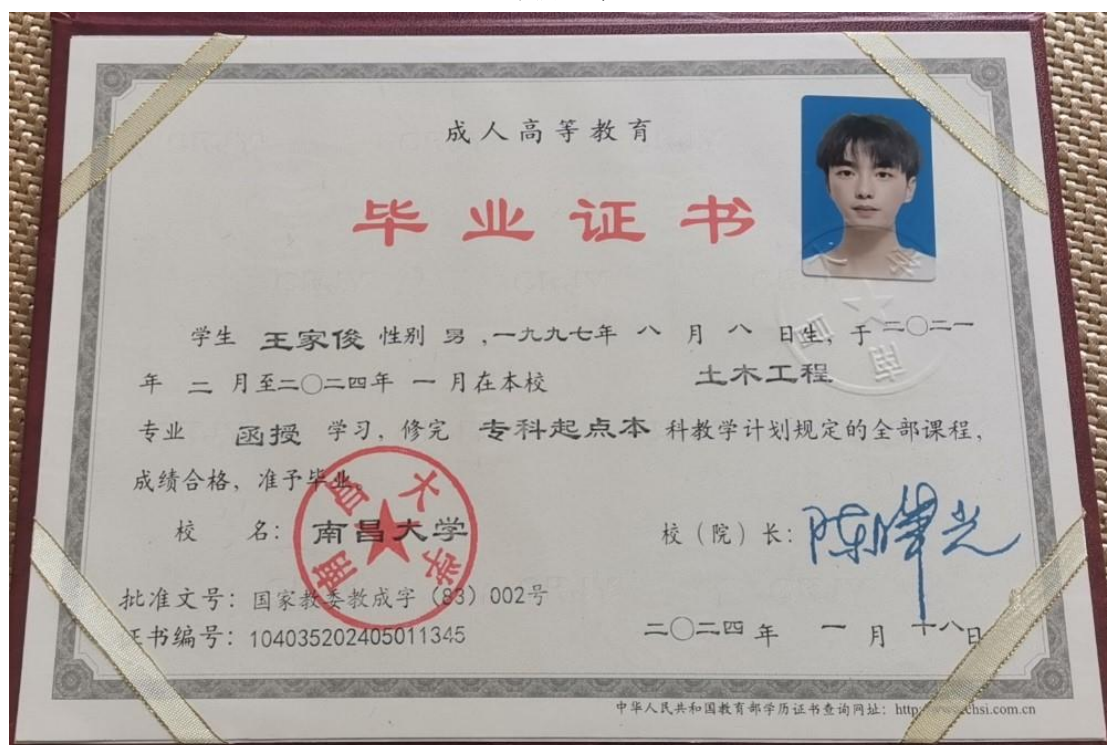 成人高等教育
毕业证书
学生 王家俊 性别 男 ,一九九七年 八 月 八 日生, 于 二〇二一
年 二 月至二〇二四年 一 月在本校 土木工程
专业 函授 学习, 修完 专科起点本 科教学计划规定的全部课程,
成绩合格, 准予毕业。
校 名: 南昌大学 校（院）长: 陈晔光
南昌大学
批准文号: 国家教委教成字（83）002号
证书编号: 104035202405011345 二〇二四 年 一 月 十八 日
中华人民共和国教育部学历证书查询网址: http://www.chsi.com.cn